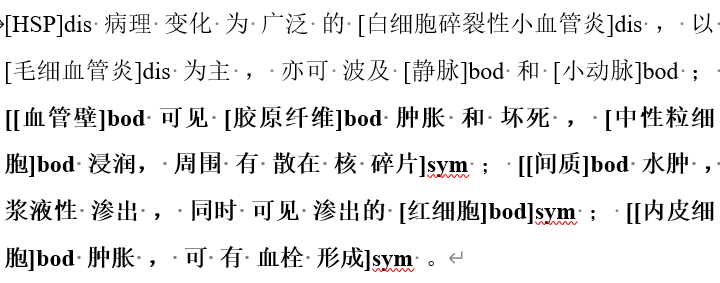 [HSP]dis 病理 变化 为 广泛 的 [白细胞碎裂性小血管炎]dis ， 以
[毛细血管炎]dis 为主 ， 亦可 波及 [静脉]bod 和 [小动脉]bod ；
[[血管壁]bod 可见 [胶原纤维]bod 肿胀 和 坏死 ， [中性粒细
胞]bod 浸润， 周围 有 散在 核 碎片]sym ； [[间质]bod 水肿 ，
浆液性 渗出 ， 同时 可见 渗出的 [红细胞]bod]sym ； [[内皮细
胞]bod 肿胀 ， 可 有 血栓 形成]sym 。